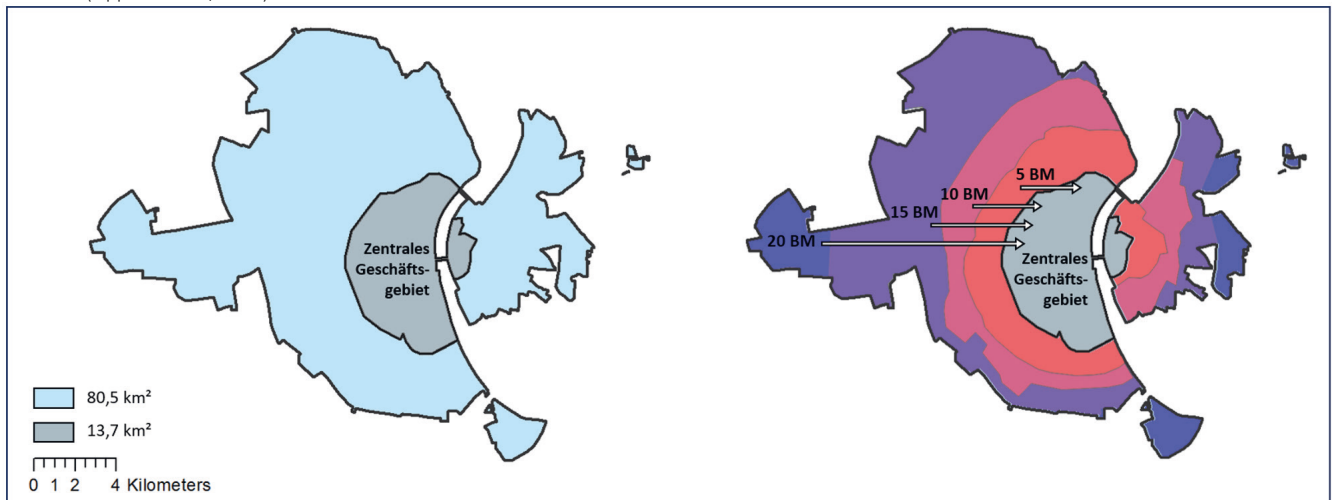 Zentrales
Geschäfts-
gebiet
80,5 km²
13,7 km²
0 1 2 4 Kilometers
5 BM
10 BM
15 BM
20 BM
Zentrales
Geschäfts-
gebiet